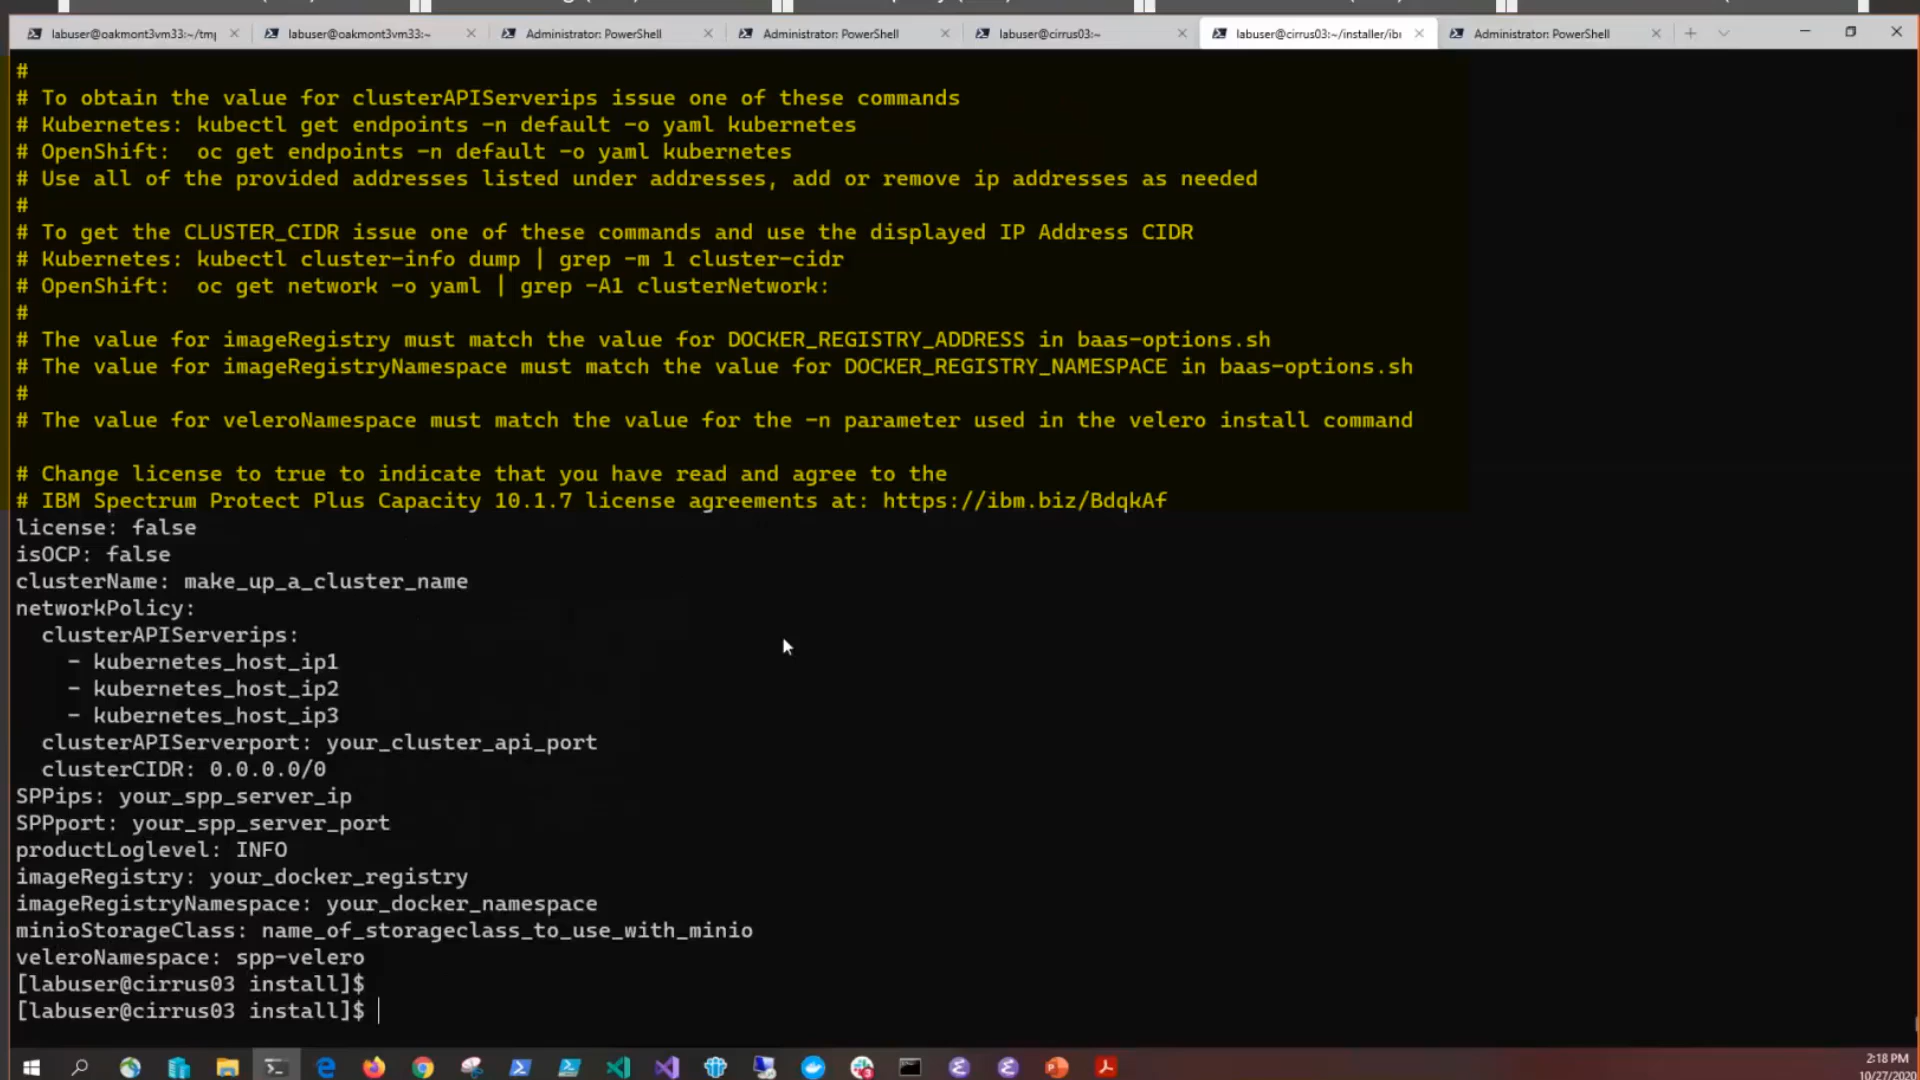 labuser@oakmont3vm33:~/tmp
labuser@oakmont3vm33:~
Administrator: PowerShell
Administrator: PowerShell
labuser@cirrus03:~
labuser@cirrus03:~/installer/ib
Administrator: PowerShell
#
# To obtain the value for clusterAPIServerips issue one of these commands
# Kubernetes: kubectl get endpoints -n default -o yaml kubernetes
# OpenShift:  oc get endpoints -n default -o yaml kubernetes
# Use all of the provided addresses listed under addresses, add or remove ip addresses as needed
#
# To get the CLUSTER_CIDR issue one of these commands and use the displayed IP Address CIDR
# Kubernetes: kubectl cluster-info dump | grep -m 1 cluster-cidr
# OpenShift:  oc get network -o yaml | grep -A1 clusterNetwork:
#
# The value for imageRegistry must match the value for DOCKER_REGISTRY_ADDRESS in baas-options.sh
# The value for imageRegistryNamespace must match the value for DOCKER_REGISTRY_NAMESPACE in baas-options.sh
#
# The value for veleroNamespace must match the value for the -n parameter used in the velero install command
# Change license to true to indicate that you have read and agree to the
# IBM Spectrum Protect Plus Capacity 10.1.7 license agreements at: https://ibm.biz/BdqkAf
license: false
isOCP: false
clusterName: make_up_a_cluster_name
networkPolicy:
  clusterAPIServerips:
    - kubernetes_host_ip1
    - kubernetes_host_ip2
    - kubernetes_host_ip3
  clusterAPIServerport: your_cluster_api_port
  clusterCIDR: 0.0.0.0/0
SPPips: your_spp_server_ip
SPPport: your_spp_server_port
productLoglevel: INFO
imageRegistry: your_docker_registry
imageRegistryNamespace: your_docker_namespace
minioStorageClass: name_of_storageclass_to_use_with_minio
veleroNamespace: spp-velero
[labuser@cirrus03 install]$
[labuser@cirrus03 install]$
2:18 PM
10/27/2020